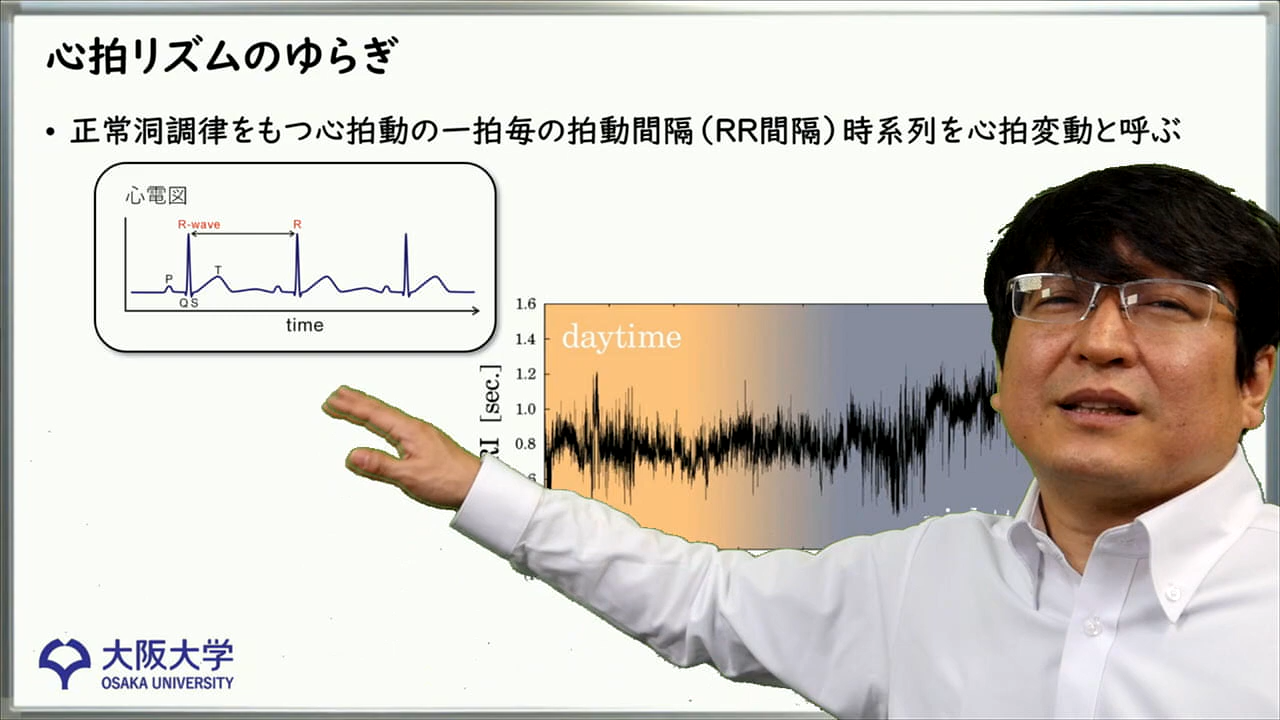 心拍リズムのゆらぎ
• 正常洞調律をもつ心拍動の一拍毎の拍動間隔(RR間隔)時系列を心拍変動と呼ぶ
心電図
R-wave
R
P
T
Q S
time
1.6
1.4
1.2
1.0
0.8
daytime
[sec.]
大阪大学
OSAKA UNIVERSITY